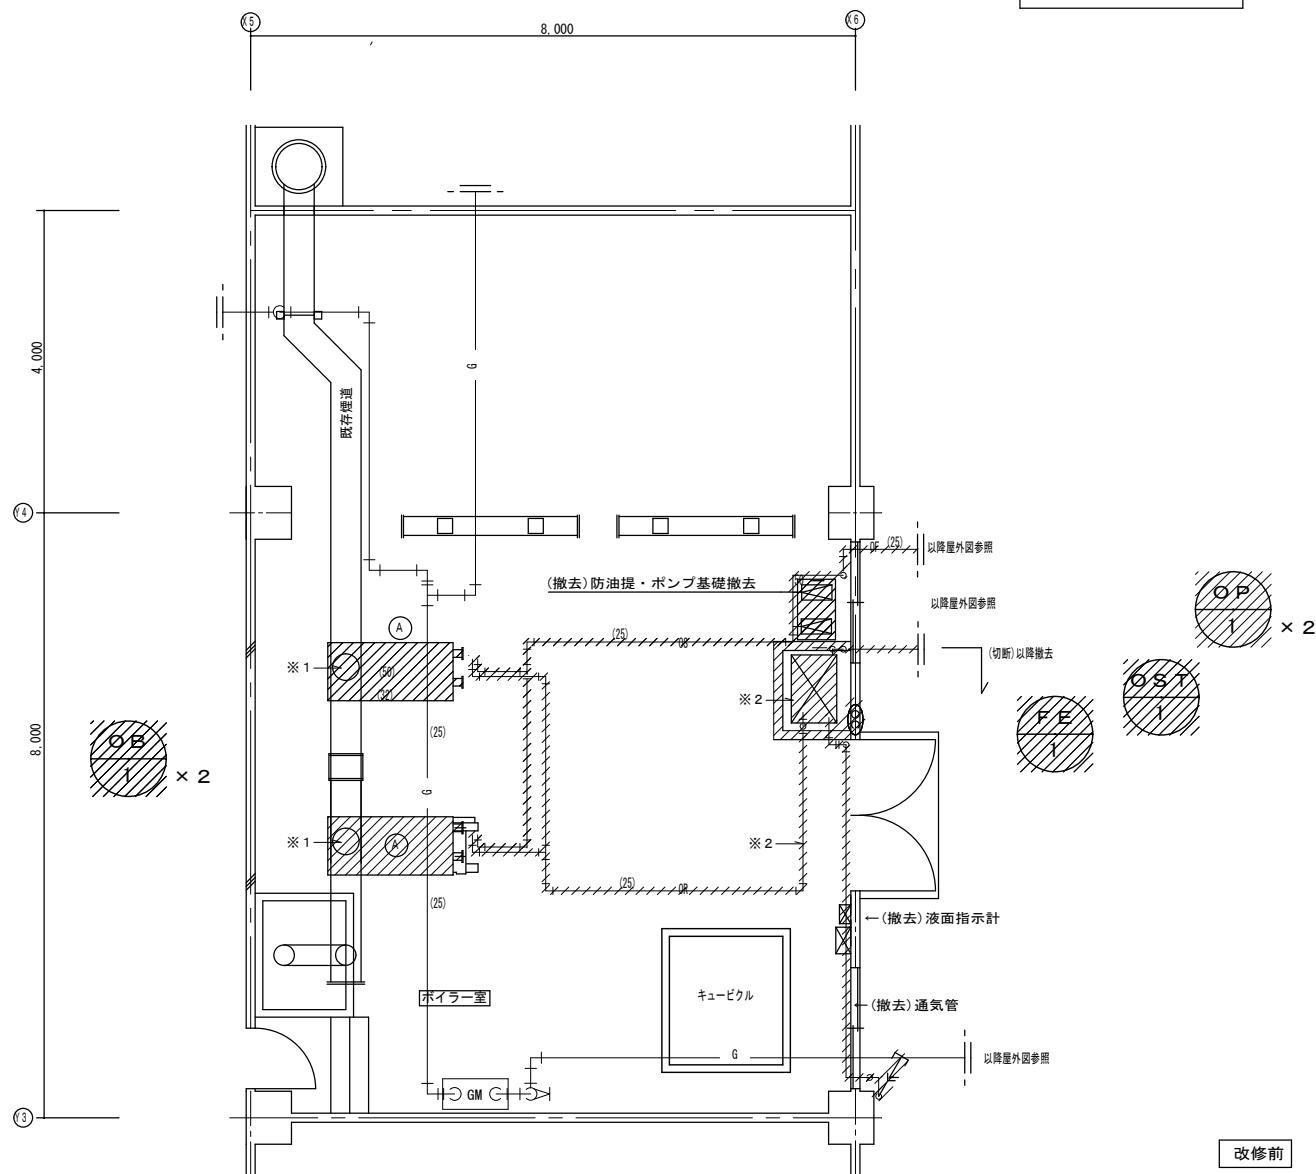 X5
X6
8,000
4,000
G
既存煙道
Y4
OF
(25)
以降屋外図参照
(撤去)防油堤・ポンプ基礎撤去
以降屋外図参照
OP
1
× 2
A
(25)
OS
(切断)以降撤去
※1
(50)
(32)
※2
OST
1
FE
1
(25)
8,000
OB
1
× 2
G
※1
A
※2
(25)
OR
(25)
←(撤去)液面指示計
ボイラー室
キュービクル
←(撤去)通気管
G
以降屋外図参照
GM
Y3
改修前